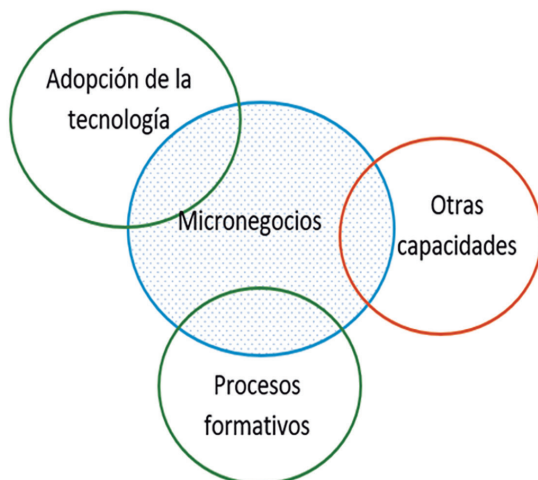 Adopción de la
tecnología
Micronegocios
Otras
capacidades
Procesos
formativos